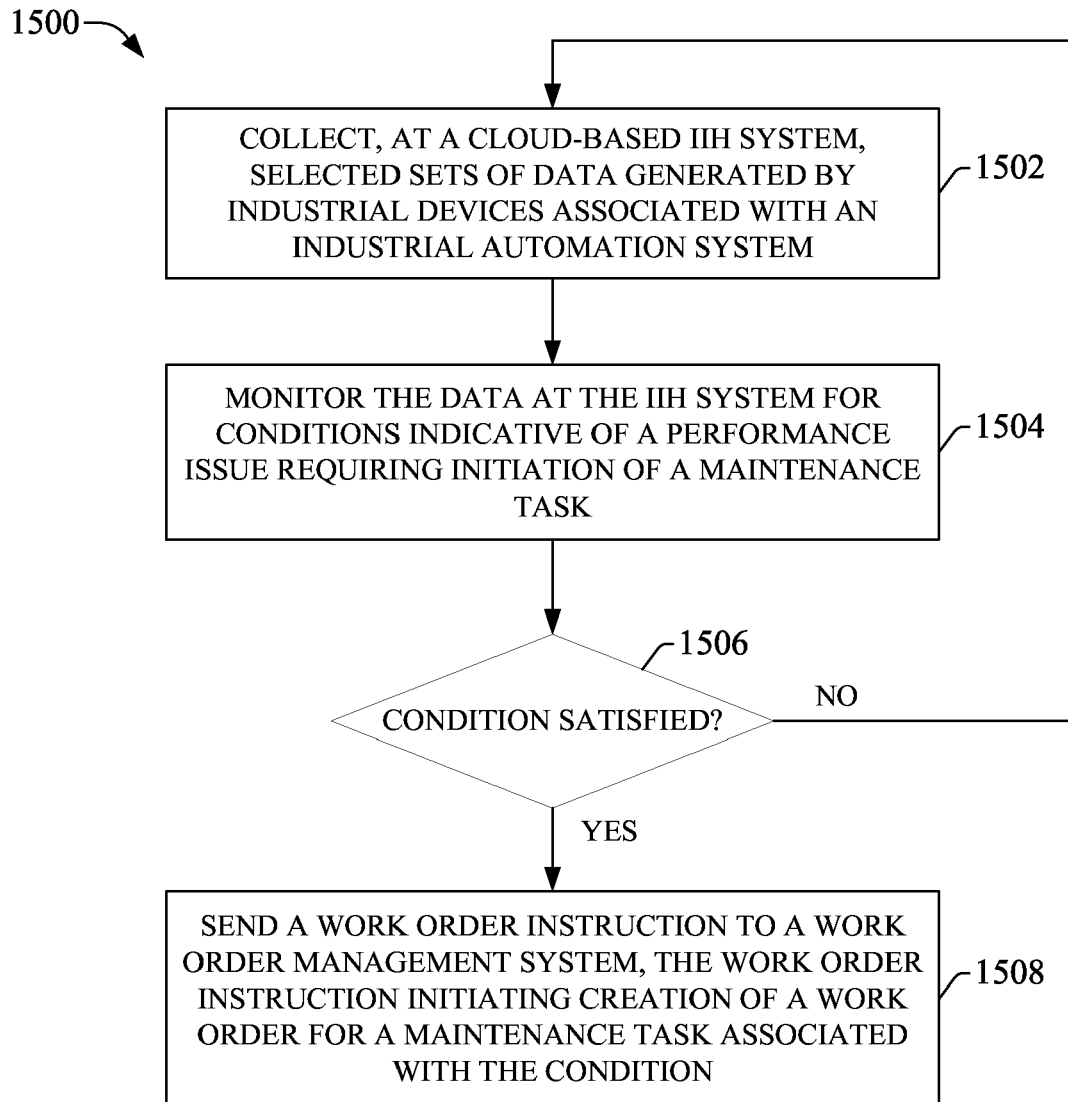 1500
COLLECT, AT A CLOUD-BASED IIH SYSTEM,
SELECTED SETS OF DATA GENERATED BY
INDUSTRIAL DEVICES ASSOCIATED WITH AN
INDUSTRIAL AUTOMATION SYSTEM
1502
MONITOR THE DATA AT THE IIH SYSTEM FOR
CONDITIONS INDICATIVE OF A PERFORMANCE
ISSUE REQUIRING INITIATION OF A MAINTENANCE
TASK
1504
1506
CONDITION SATISFIED?
NO
YES
SEND A WORK ORDER INSTRUCTION TO A WORK
ORDER MANAGEMENT SYSTEM, THE WORK ORDER
INSTRUCTION INITIATING CREATION OF A WORK
ORDER FOR A MAINTENANCE TASK ASSOCIATED
WITH THE CONDITION
1508